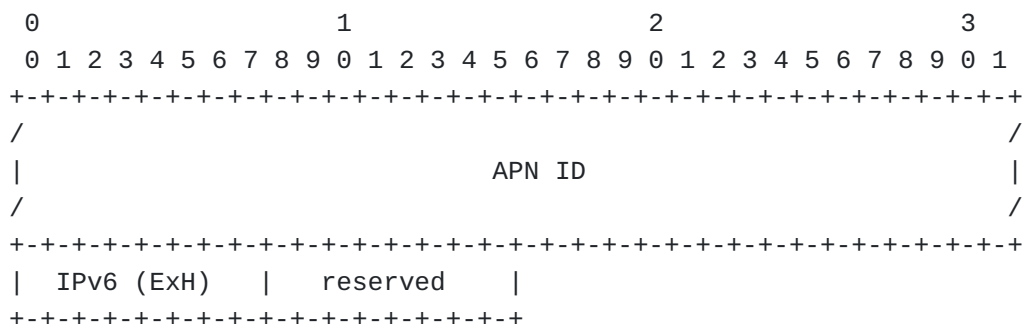 0                   1                   2                   3
 0 1 2 3 4 5 6 7 8 9 0 1 2 3 4 5 6 7 8 9 0 1 2 3 4 5 6 7 8 9 0 1
+-+-+-+-+-+-+-+-+-+-+-+-+-+-+-+-+-+-+-+-+-+-+-+-+-+-+-+-+-+-+-+-+
/                                                               /
|                              APN ID                           |
/                                                               /
+-+-+-+-+-+-+-+-+-+-+-+-+-+-+-+-+-+-+-+-+-+-+-+-+-+-+-+-+-+-+-+-+
|  IPv6 (ExH)   |   reserved    |
+-+-+-+-+-+-+-+-+-+-+-+-+-+-+-+-+